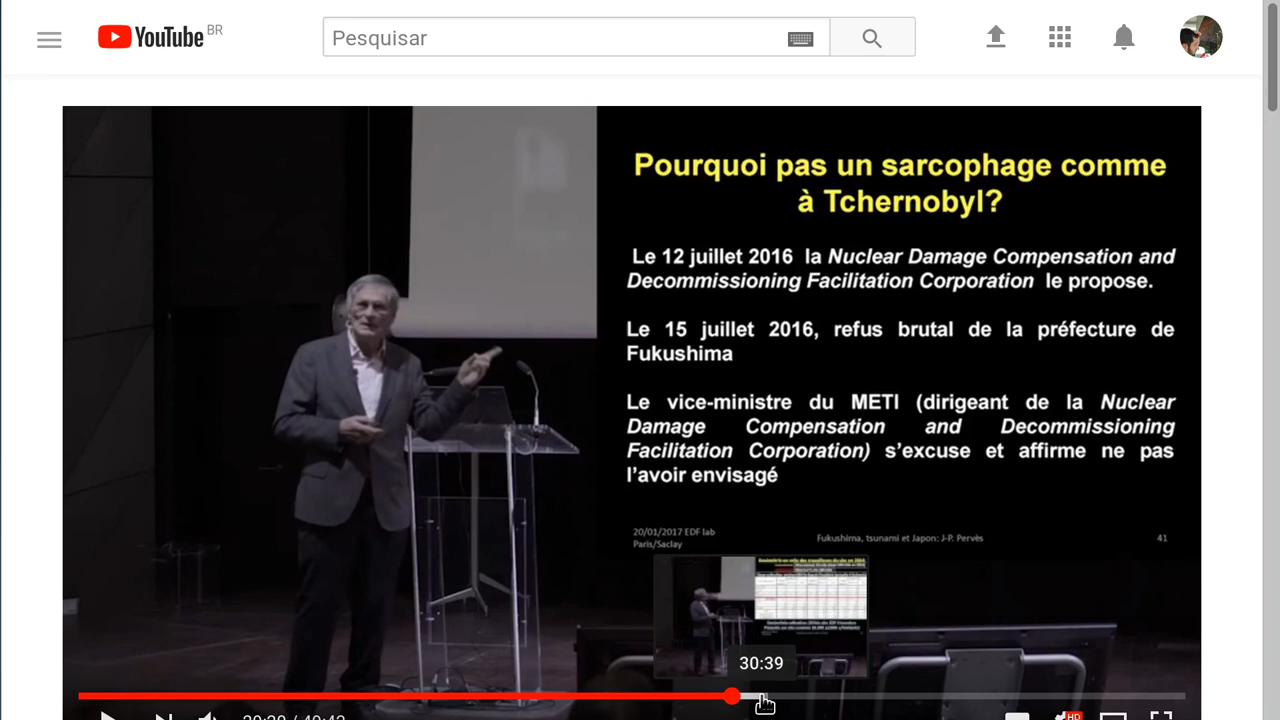 YouTube BR
Pesquisar
Pourquoi pas un sarcophage comme
à Tchernobyl?
Le 12 juillet 2016 la Nuclear Damage Compensation and
Decommissioning Facilitation Corporation le propose.
Le 15 juillet 2016, refus brutal de la préfecture de
Fukushima
Le vice-ministre du METI (dirigeant de la Nuclear
Damage Compensation and Decommissioning
Facilitation Corporation) s'excuse et affirme ne pas
l'avoir envisagé
20/01/2017 EDF lab
Paris/Saclay
Fukushima, tsunami et Japon: J-P. Pervès
41
30:39
HD